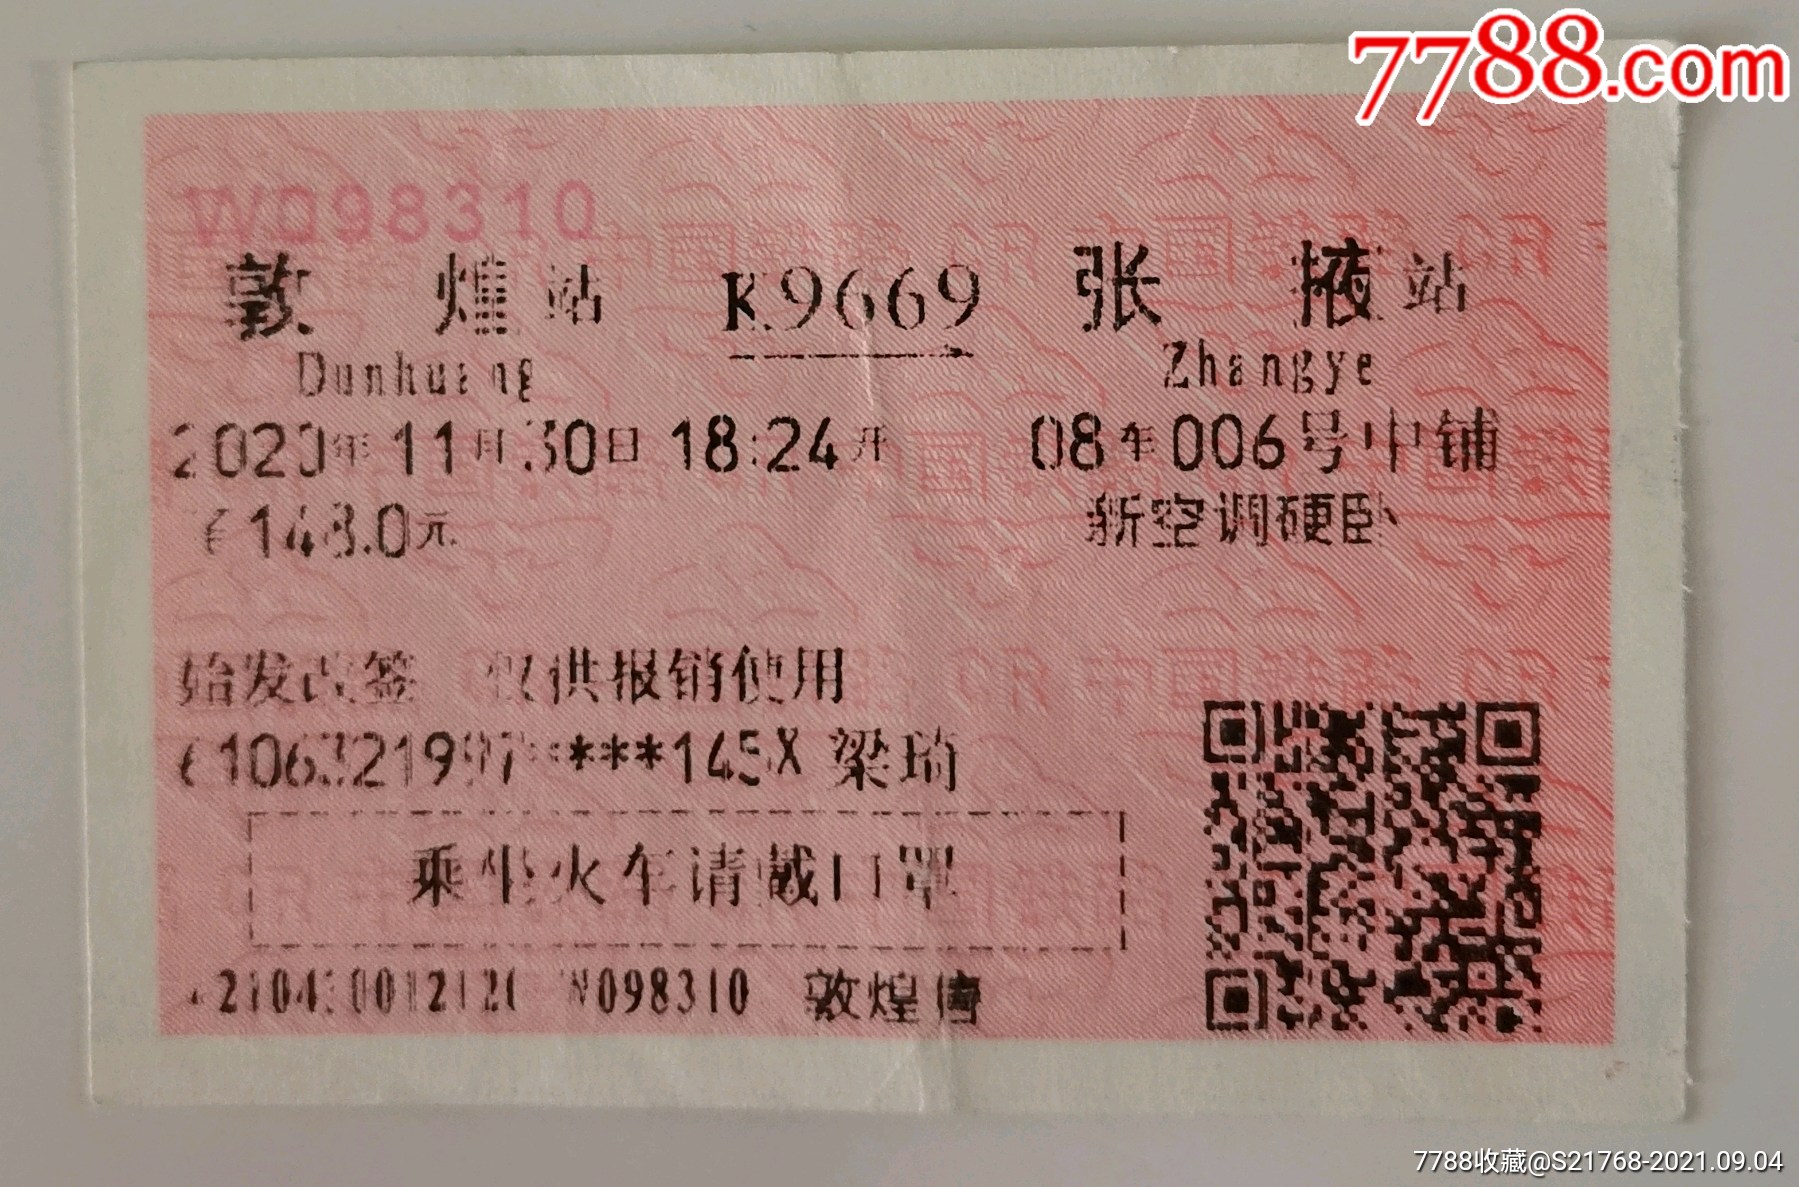 7788.com
W098310
敦煌站 K9669 张掖站
Dunhuang Zhangye
2020年11月30日 18:24开 08车006号中铺
¥148.0元 新空调硬卧
始发改签 仅供报销使用
6106321997****145X 梁琦
乘坐火车请戴口罩
W098310 敦煌售
7788收藏@S21768-2021.09.04